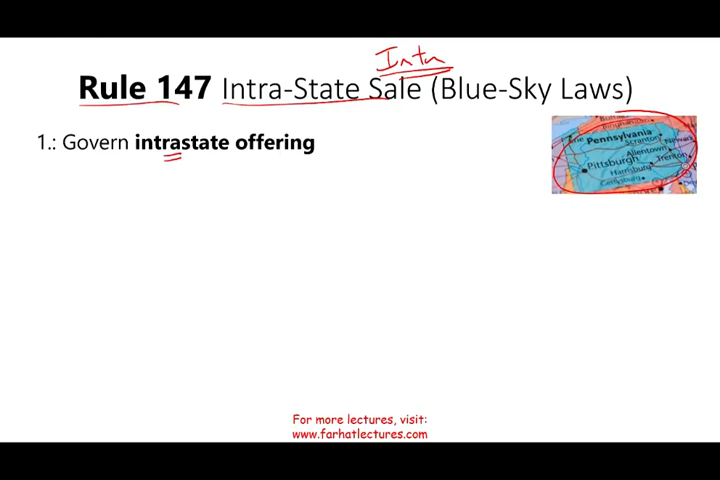 Intra
Rule 147 Intra-State Sale (Blue-Sky Laws)
1.: Govern intrastate offering
Pennsylvania
Scranton
Allentown
Pittsburgh
Trenton
Harrisburg
Gettysburg
For more lectures, visit:
www.farhatlectures.com